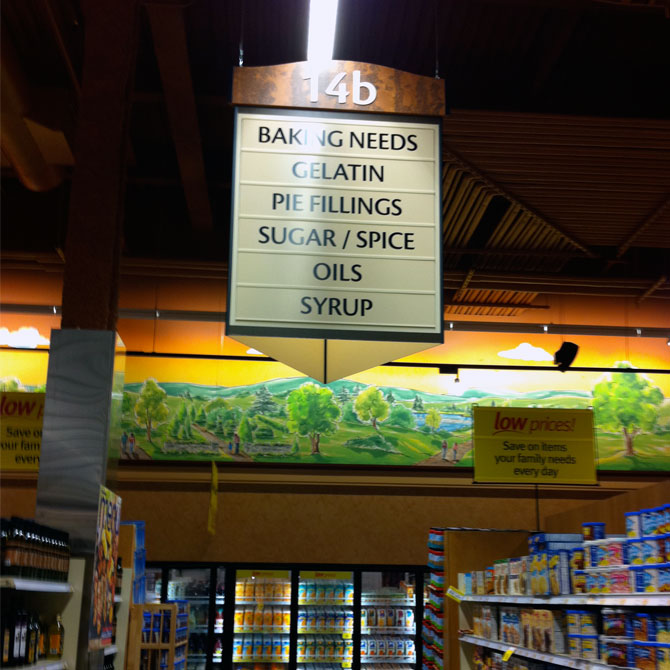 14b
BAKING NEEDS
GELATIN
PIE FILLINGS
SUGAR / SPICE
OILS
SYRUP
low
Save on
your family
every
low prices!
Save on items
your family needs
every day